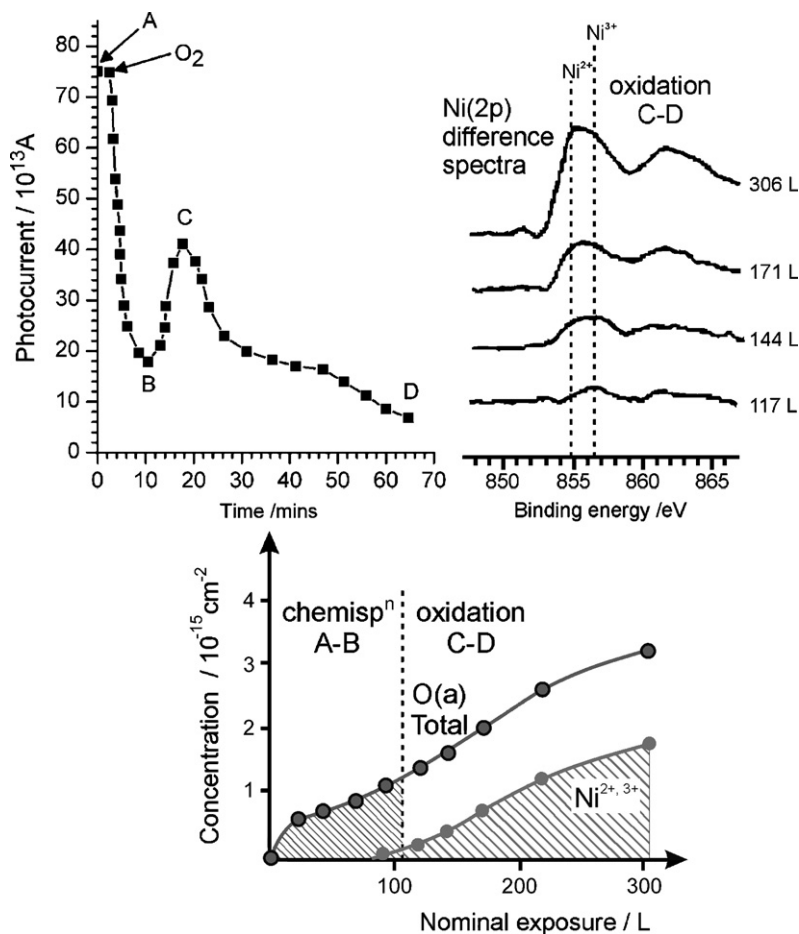 A
O2
80
70
60
50
40
30
20
10
0
Photocurrent / 10¹³A
C
B
D
0 10 20 30 40 50 60 70
Time /mins
Ni³⁺
Ni²⁺
oxidation
C-D
Ni(2p)
difference
spectra
306 L
171 L
144 L
117 L
850 855 860 865
Binding energy /eV
4
3
2
1
Concentration / 10⁻¹⁵cm⁻²
chemispⁿ
A-B
oxidation
C-D
O(a)
Total
Ni²⁺,³⁺
100 200 300
Nominal exposure / L